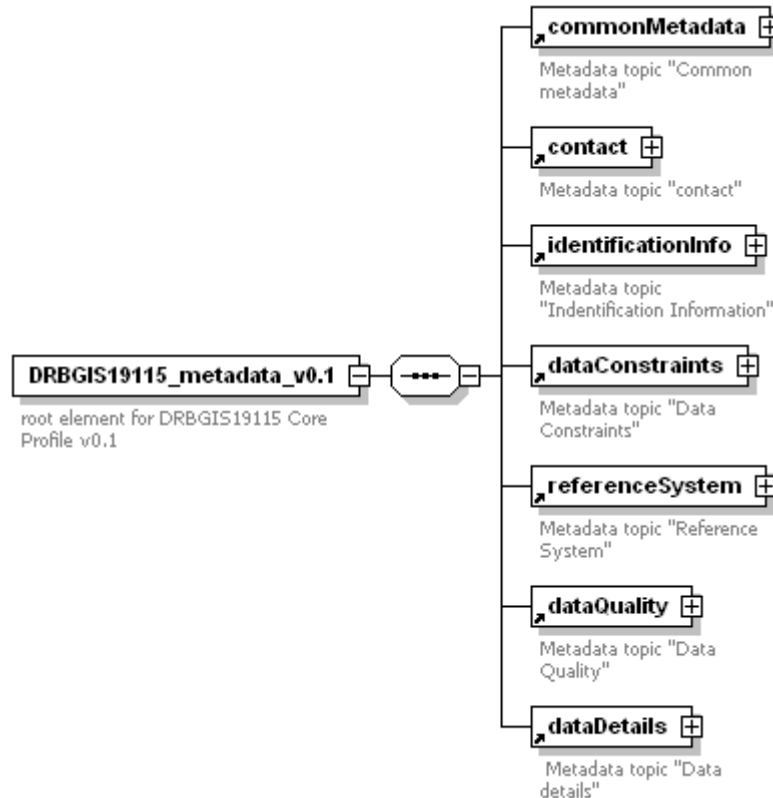 commonMetadata
Metadata topic "Common
metadata"
contact
Metadata topic "contact"
identificationInfo
Metadata topic
"Indentification Information"
DRBGIS19115_metadata_v0.1
root element for DRBGIS19115 Core
Profile v0.1
dataConstraints
Metadata topic "Data
Constraints"
referenceSystem
Metadata topic "Reference
System"
dataQuality
Metadata topic "Data
Quality"
dataDetails
Metadata topic "Data
details"